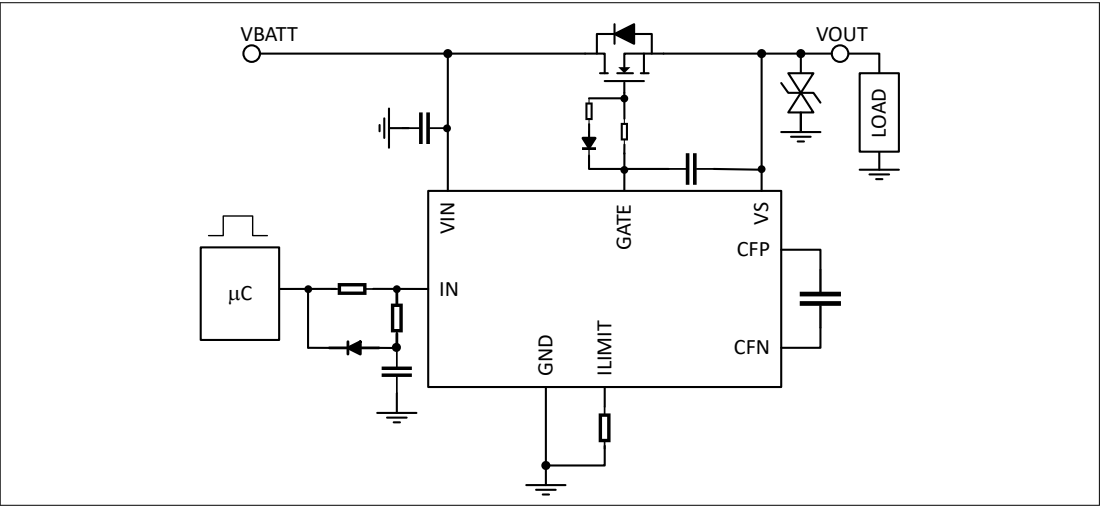 VBATT
VOUT
LOAD
VIN
GATE
VS
CFP
μC
IN
CFN
GND
ILIMIT